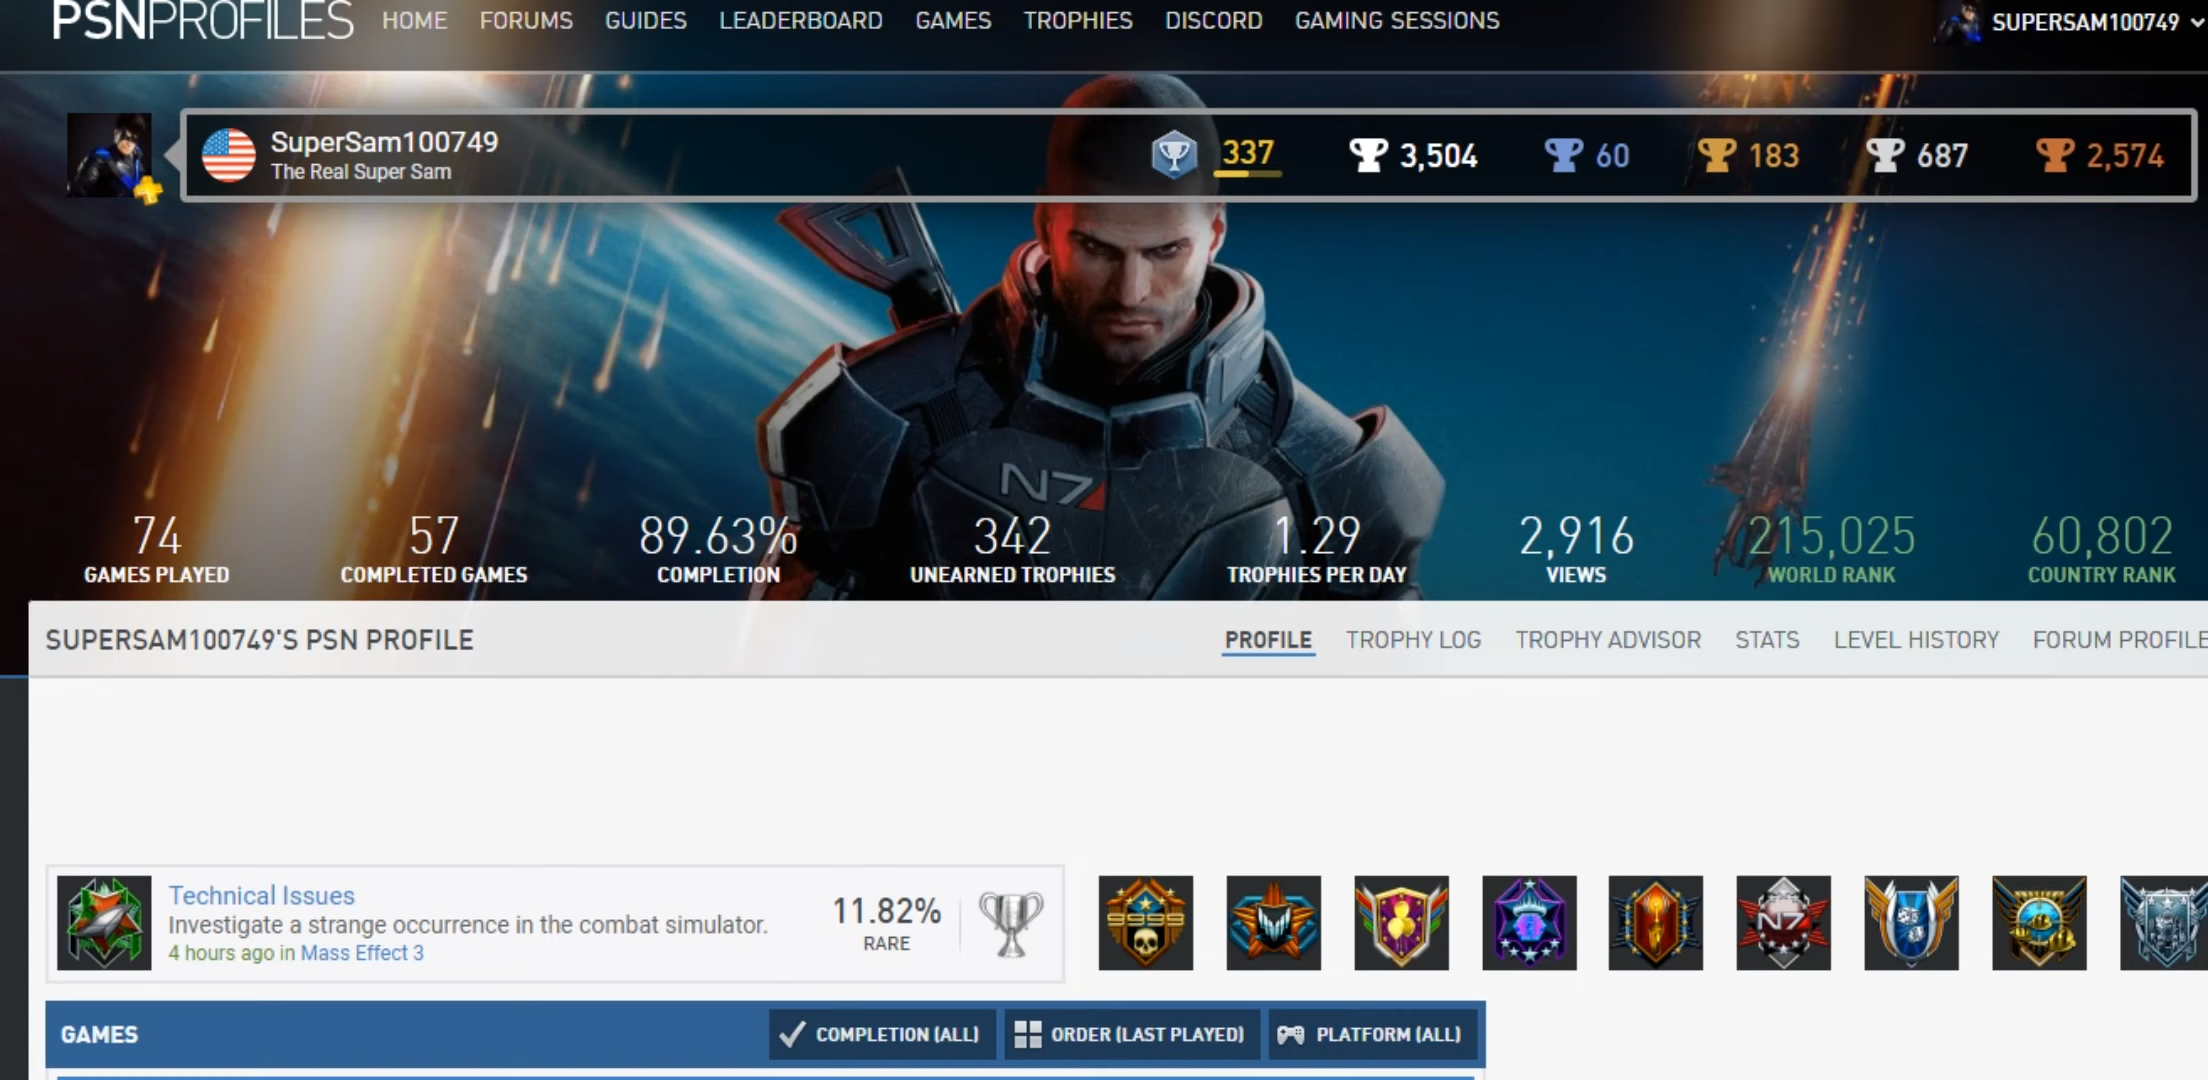 PSNPROFILES HOME FORUMS GUIDES LEADERBOARD GAMES TROPHIES DISCORD GAMING SESSIONS SUPERSAM100749
SuperSam100749
The Real Super Sam
337 3,504 60 183 687 2,574
N7
74 57 89.63% 342 1.29 2,916 215,025 60,802
GAMES PLAYED COMPLETED GAMES COMPLETION UNEARNED TROPHIES TROPHIES PER DAY VIEWS WORLD RANK COUNTRY RANK
SUPERSAM100749'S PSN PROFILE PROFILE TROPHY LOG TROPHY ADVISOR STATS LEVEL HISTORY FORUM PROFILE
Technical Issues
Investigate a strange occurrence in the combat simulator.
4 hours ago in Mass Effect 3
11.82%
RARE
9999
N7
GAMES COMPLETION (ALL) ORDER (LAST PLAYED) PLATFORM (ALL)